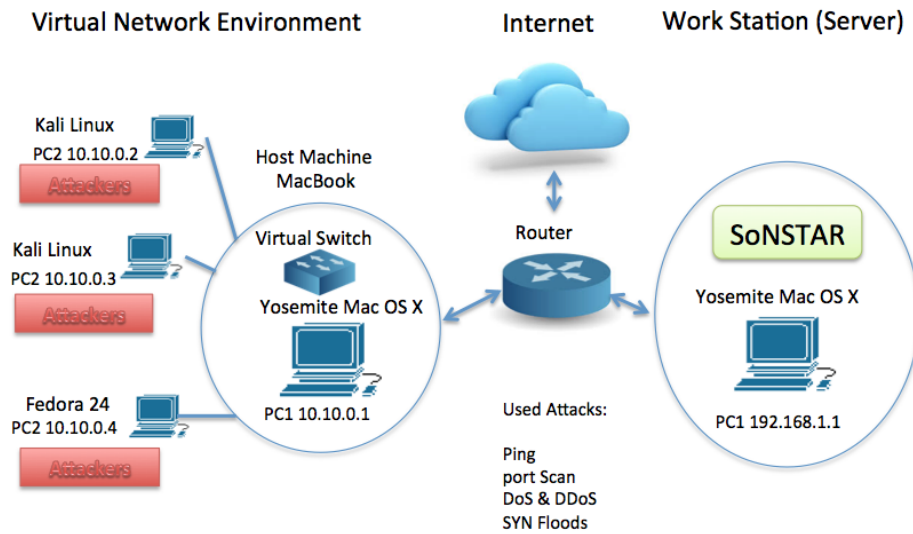 Virtual Network Environment
Internet
Work Station (Server)
Kali Linux
PC2 10.10.0.2
Attackers
Kali Linux
PC2 10.10.0.3
Attackers
Fedora 24
PC2 10.10.0.4
Attackers
Host Machine
MacBook
Virtual Switch
Yosemite Mac OS X
PC1 10.10.0.1
Router
Used Attacks:
Ping
port Scan
DoS & DDoS
SYN Floods
SoNSTAR
Yosemite Mac OS X
PC1 192.168.1.1